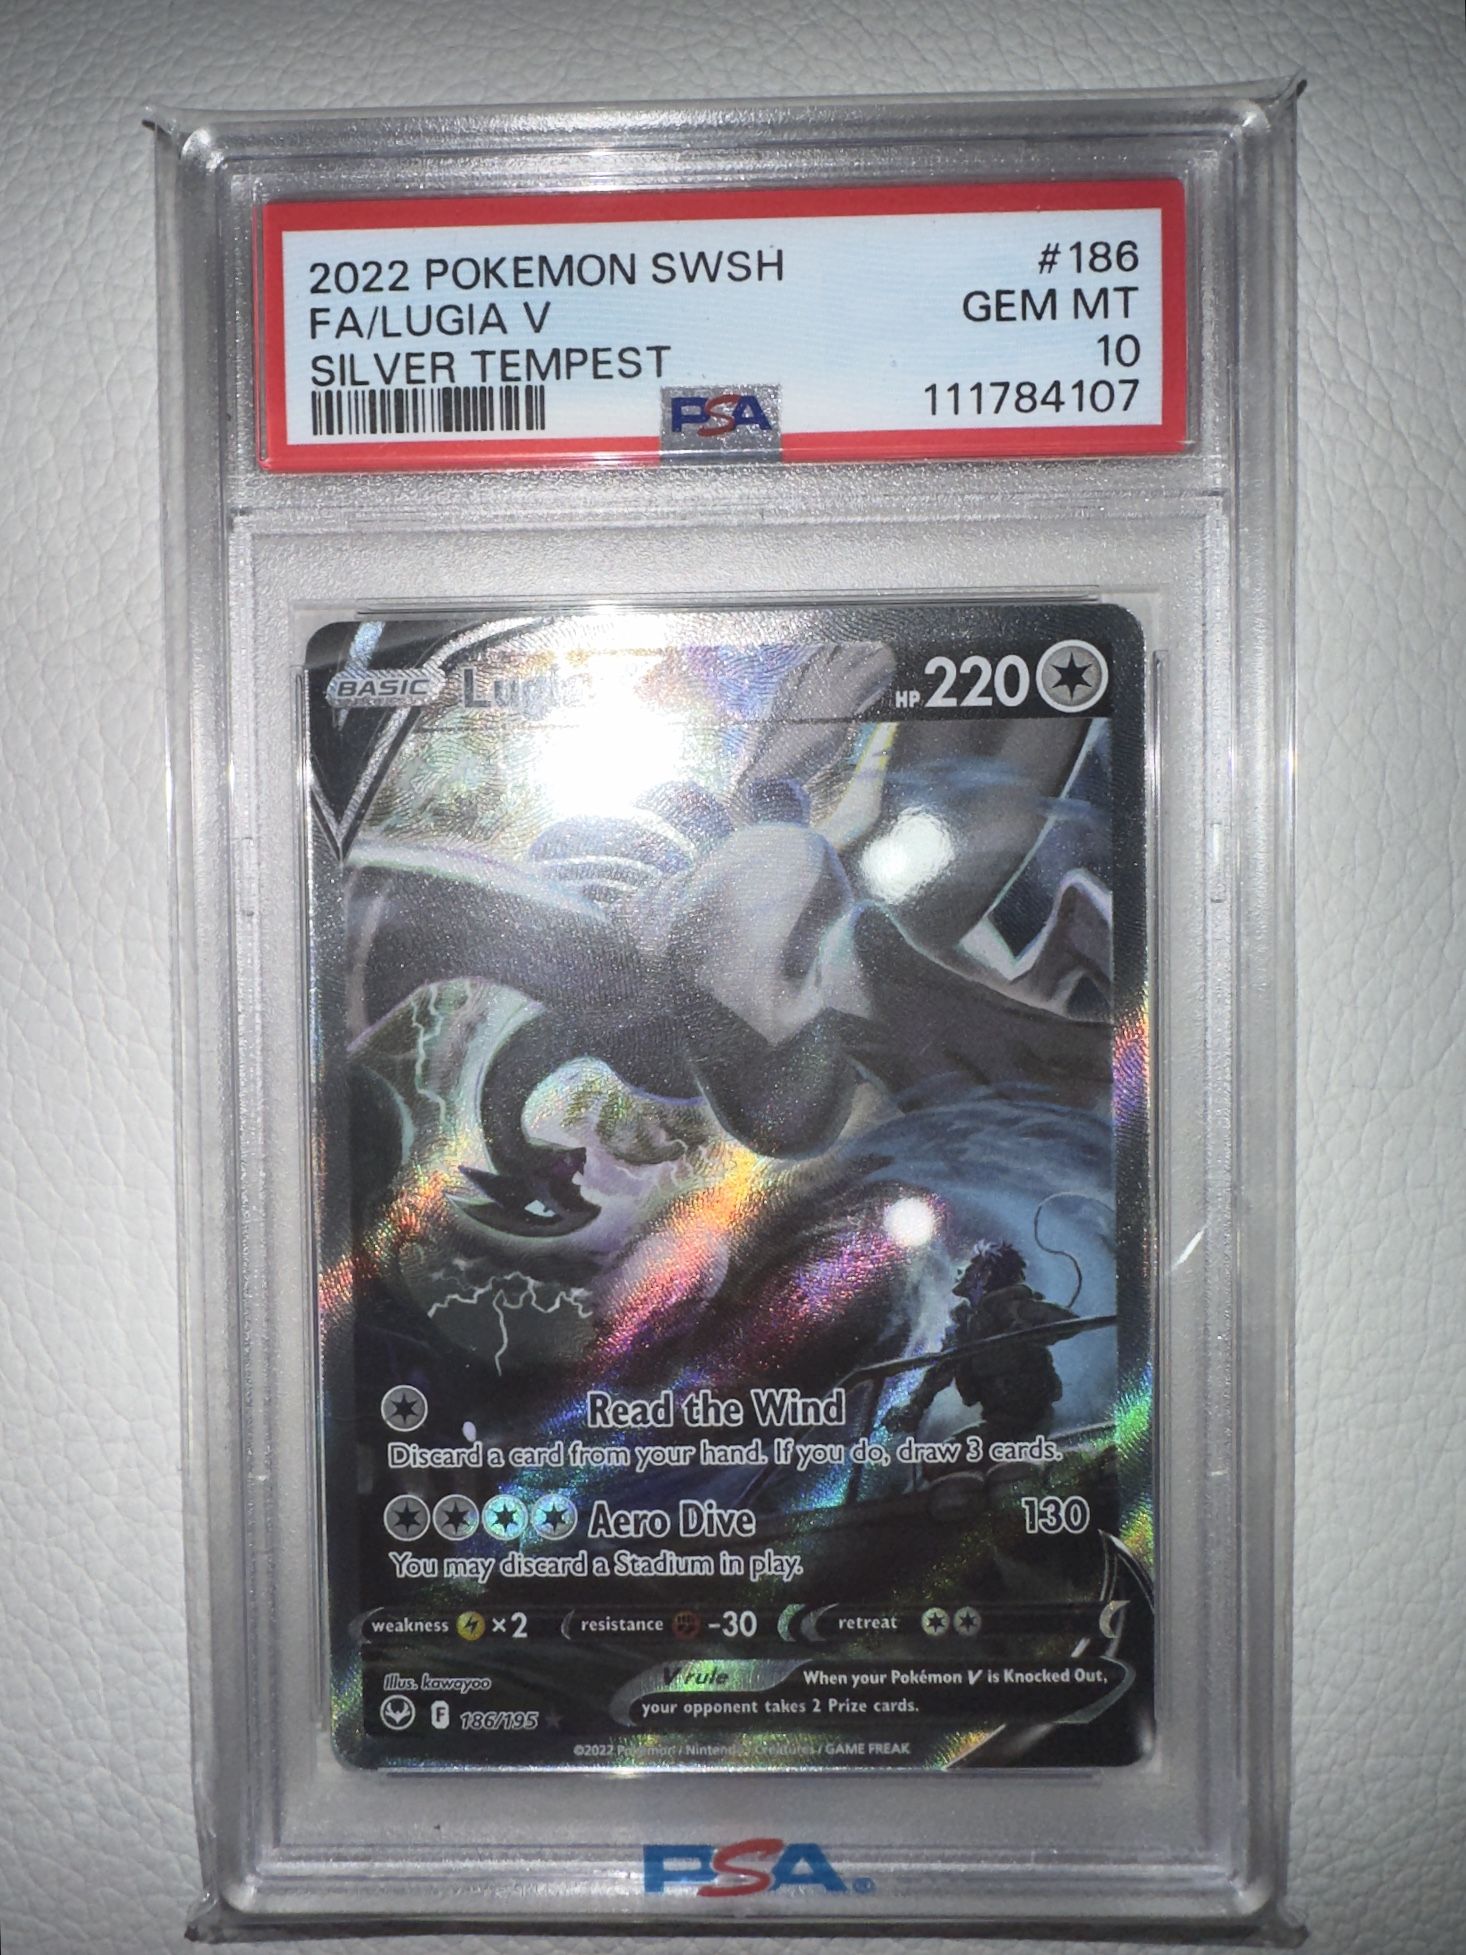 2022 POKEMON SWSH #186
FA/LUGIA V GEM MT
SILVER TEMPEST 10
PSA 111784107
BASIC Lugia HP 220
Read the Wind
Discard a card from your hand. If you do, draw 3 cards.
Aero Dive 130
You may discard a Stadium in play.
weakness ×2 resistance -30 retreat
Illus. kawayoo V rule When your Pokémon V is Knocked Out,
F 186/195 your opponent takes 2 Prize cards.
©2022 Pokémon / Nintendo / Creatures / GAME FREAK
PSA®